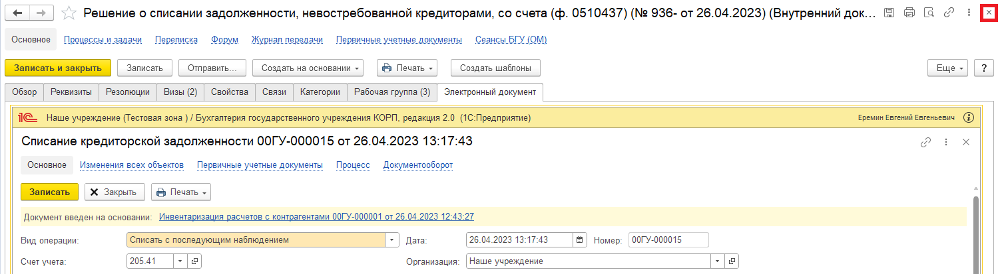 Решение о списании задолженности, невостребованной кредиторами, со счета (ф. 0510437) (№ 936- от 26.04.2023) (Внутренний док...
Основное Процессы и задачи Переписка Форум Журнал передачи Первичные учетные документы Сеансы БГУ (ОМ)
Записать и закрыть Записать Отправить... Создать на основании Печать Создать шаблоны Еще ?
Обзор Реквизиты Резолюции Визы (2) Свойства Связи Категории Рабочая группа (3) Электронный документ
1С Наше учреждение (Тестовая зона ) / Бухгалтерия государственного учреждения КОРП, редакция 2.0 (1С:Предприятие) Еремин Евгений Евгеньевич
Списание кредиторской задолженности 00ГУ-000015 от 26.04.2023 13:17:43
Основное Изменения всех объектов Первичные учетные документы Процесс Документооборот
Записать Закрыть Печать
Документ введен на основании: Инвентаризация расчетов с контрагентами 00ГУ-000001 от 26.04.2023 12:43:27
Вид операции: Списать с последующим наблюдением Дата: 26.04.2023 13:17:43 Номер: 00ГУ-000015
Счет учета: 205.41 Организация: Наше учреждение